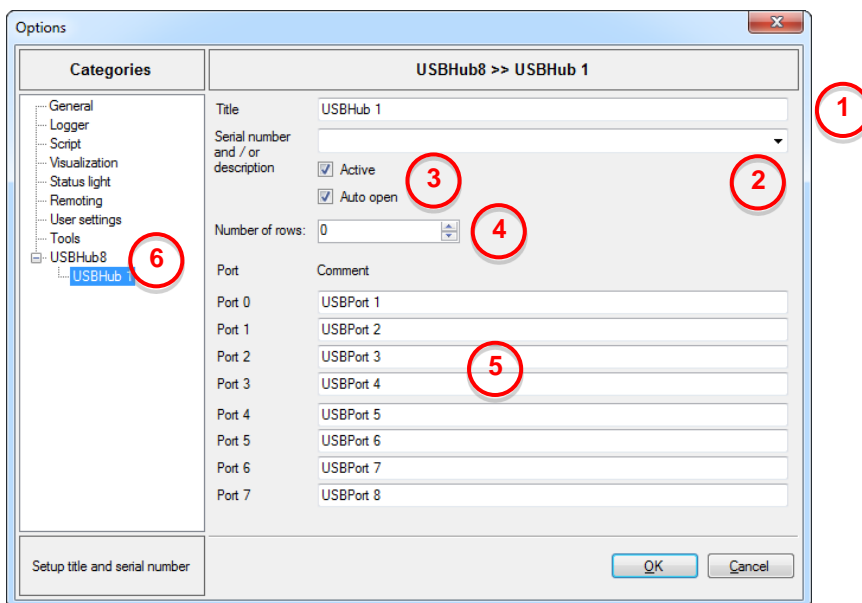 Options
x
Categories
USBHub8 >> USBHub 1
General
Logger
Script
Visualization
Status light
Remoting
User settings
Tools
USBHub8
USBHub 1
6
Title
USBHub 1
1
Serial number
and / or
description
2
Active
Auto open
3
Number of rows:
0
4
Port
Comment
Port 0
USBPort 1
Port 1
USBPort 2
Port 2
USBPort 3
Port 3
USBPort 4
5
Port 4
USBPort 5
Port 5
USBPort 6
Port 6
USBPort 7
Port 7
USBPort 8
Setup title and serial number
OK
Cancel